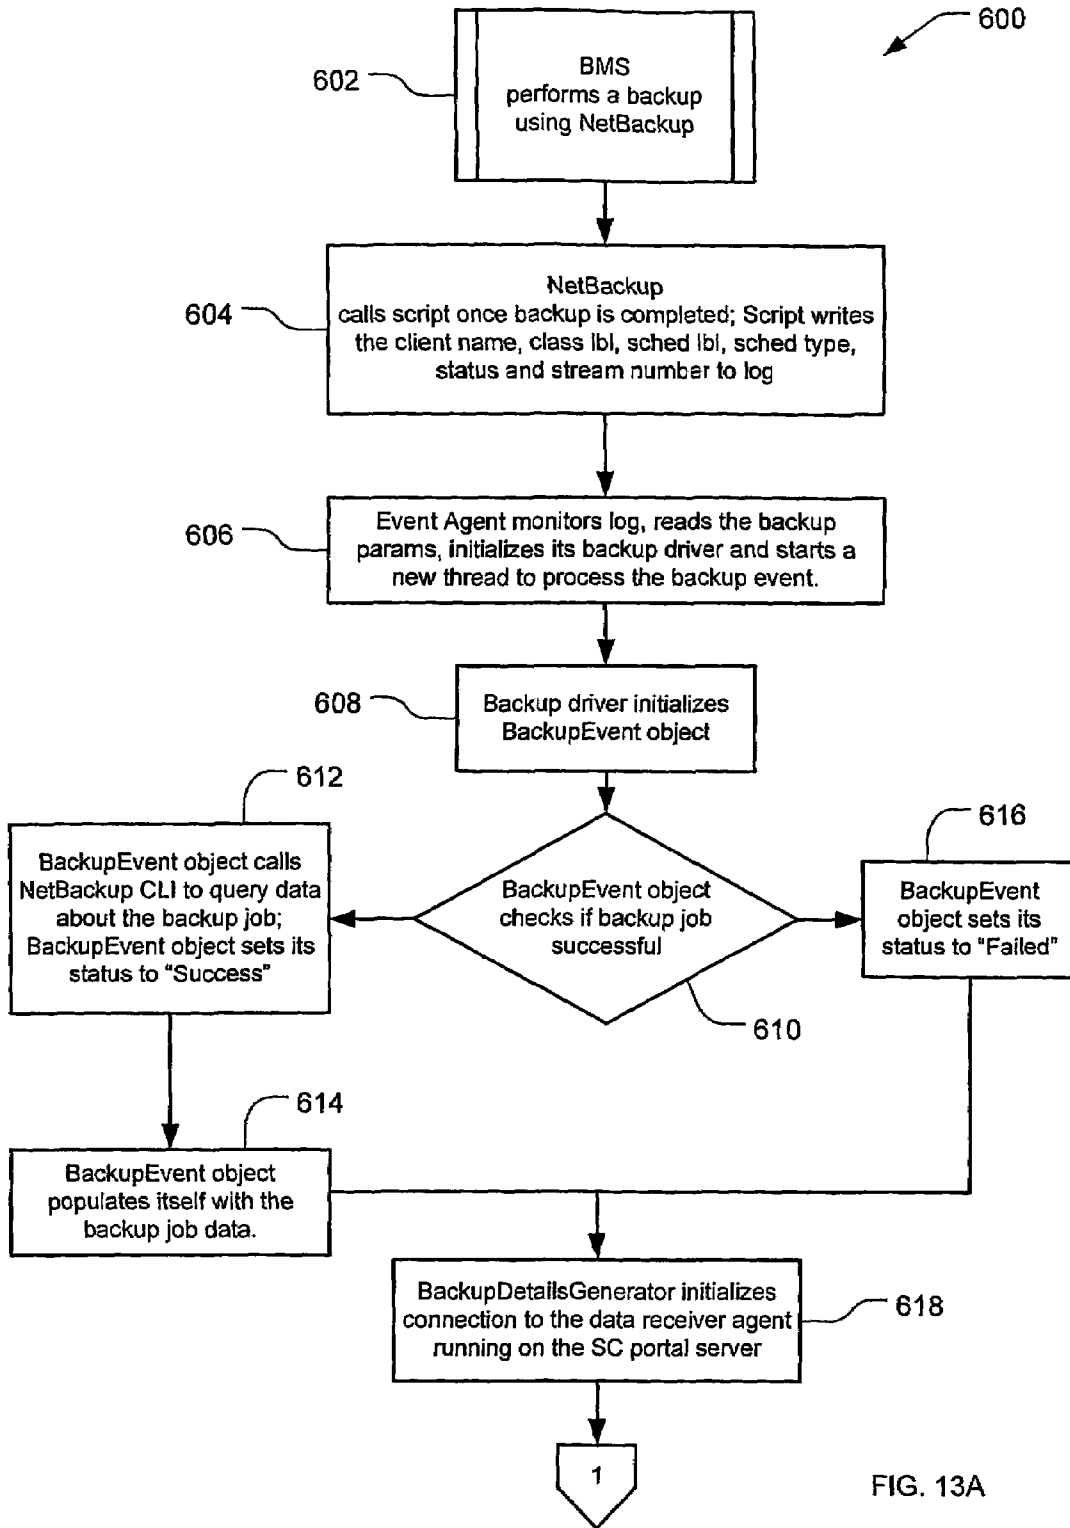 600
602
BMS
performs a backup
using NetBackup
604
NetBackup
calls script once backup is completed; Script writes
the client name, class lbl, sched lbl, sched type,
status and stream number to log
606
Event Agent monitors log, reads the backup
params, initializes its backup driver and starts a
new thread to process the backup event.
608
Backup driver initializes
BackupEvent object
612
BackupEvent object calls
NetBackup CLI to query data
about the backup job;
BackupEvent object sets its
status to "Success"
BackupEvent object
checks if backup job
successful
610
616
BackupEvent
object sets its
status to "Failed"
614
BackupEvent object
populates itself with the
backup job data.
BackupDetailsGenerator initializes
connection to the data receiver agent
running on the SC portal server
618
1
FIG. 13A